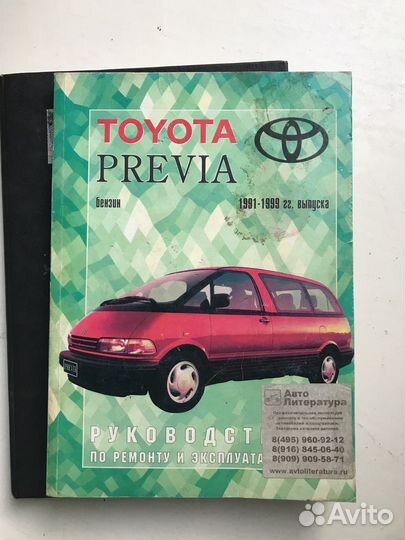 TOYOTA
PREVIA
бензин
1991-1999 гг. выпуска
PREVIA
Авто
Литература
8(495) 960-92-12
8(916) 845-06-40
8(909) 909-58-71
www.avtoliteratura.ru
РУКОВОДСТ
ПО РЕМОНТУ И ЭКСПЛУАТА
Avito